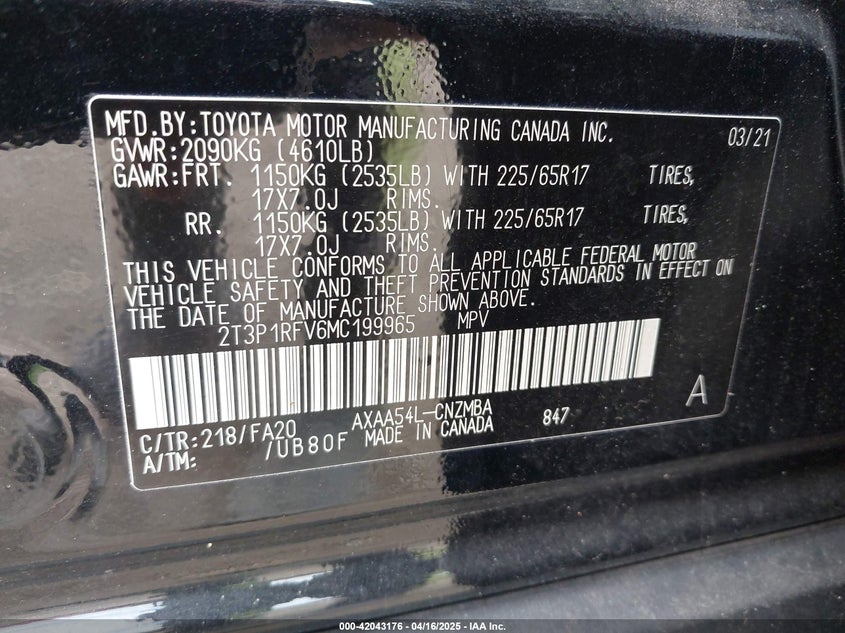 MFD.BY:TOYOTA MOTOR MANUFACTURING CANADA INC. 03/21
GVWR:2090KG (4610LB)
GAWR:FRT. 1150KG (2535LB) WITH 225/65R17 TIRES,
17X7.0J RIMS.
RR. 1150KG (2535LB) WITH 225/65R17 TIRES,
17X7.0J RIMS.
THIS VEHICLE CONFORMS TO ALL APPLICABLE FEDERAL MOTOR
VEHICLE SAFETY AND THEFT PREVENTION STANDARDS IN EFFECT ON
THE DATE OF MANUFACTURE SHOWN ABOVE.
2T3P1RFV6MC199965 MPV
A
C/TR:218/FA20 AXAA54L-CNZMBA 847
A/TM: /UB80F MADE IN CANADA
000-42043176 - 04/16/2025 - IAA Inc.